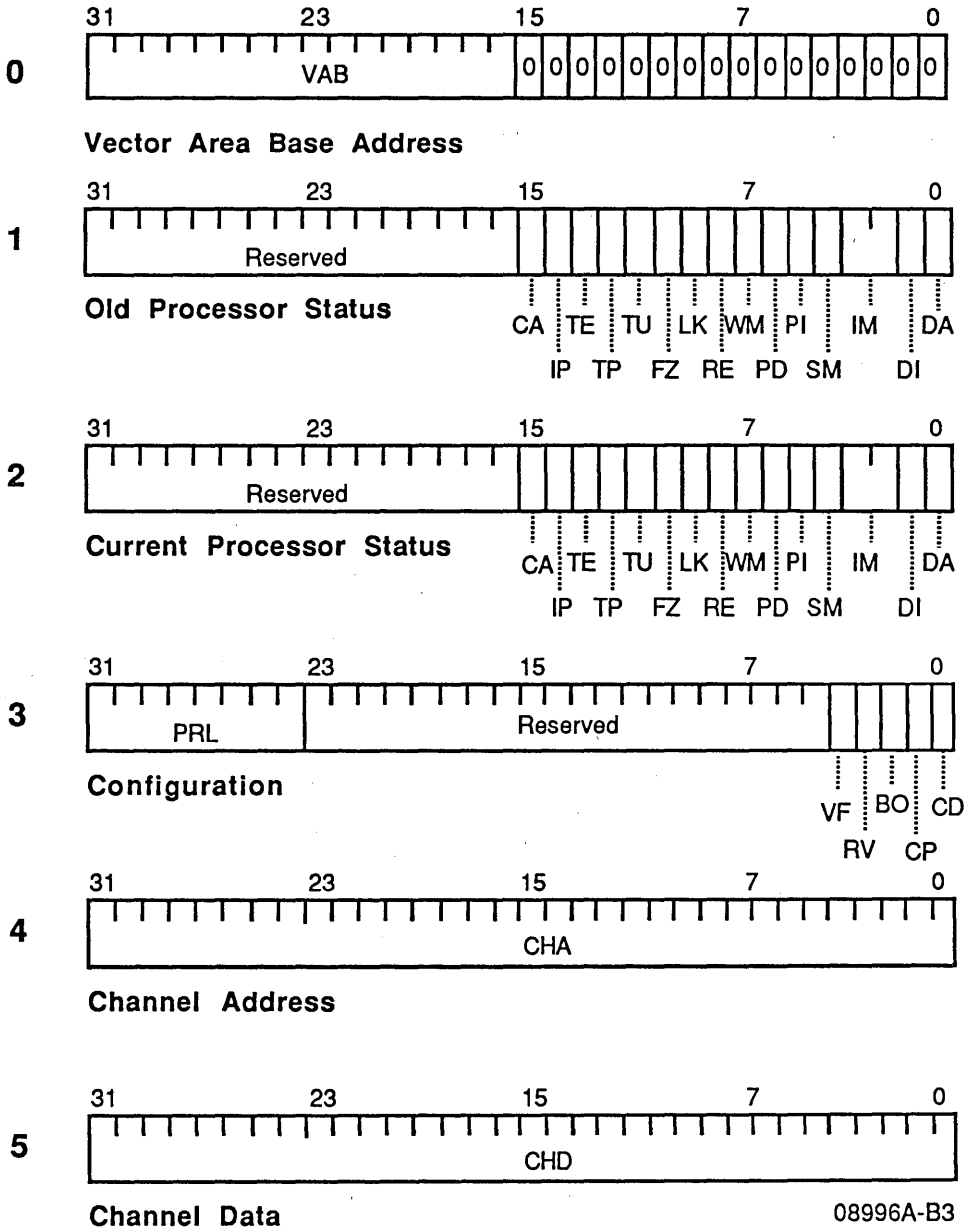 31 23 15 7 0
0 VAB 0 0 0 0 0 0 0 0 0 0 0 0 0 0 0 0
Vector Area Base Address
31 23 15 7 0
1 Reserved
Old Processor Status
CA TE TU LK WM PI IM DA
IP TP FZ RE PD SM DI
31 23 15 7 0
2 Reserved
Current Processor Status
CA TE TU LK WM PI IM DA
IP TP FZ RE PD SM DI
31 23 15 7 0
3 PRL Reserved
Configuration
VF BO CD
RV CP
31 23 15 7 0
4 CHA
Channel Address
31 23 15 7 0
5 CHD
Channel Data
08996A-B3